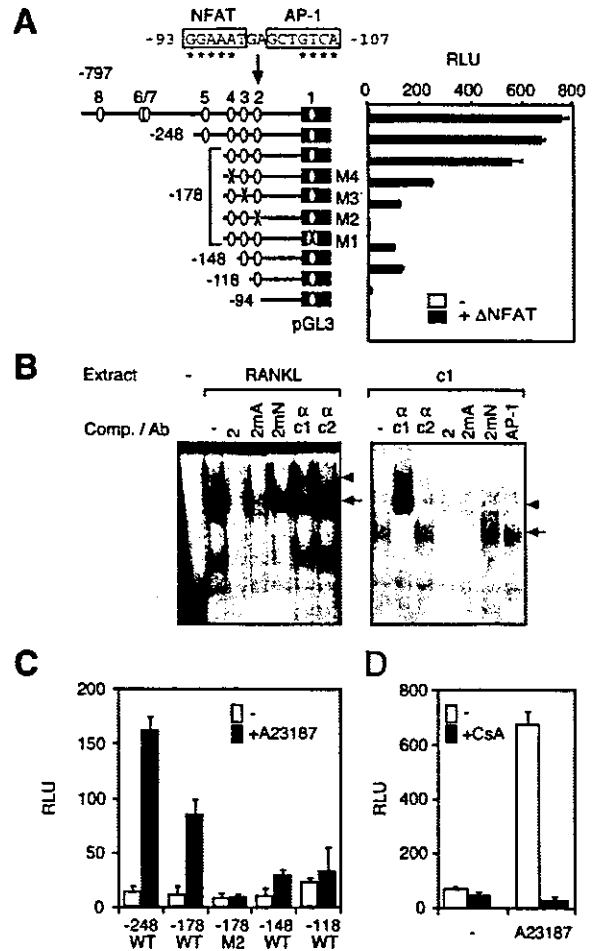 A
NFAT AP-1
-93 GGAAATGAGCTGTCA -107
***** ****
-797
RLU
8 6/7 5 4 3 2 1
0 200 400 600 800
-248
-178
M4
M3
M2
M1
-148
-118
-94
pGL3
-
+ ΔNFAT
B
Extract - RANKL c1
Comp. / Ab - 2 2mA 2mN α c1 α c2 - α c1 α c2 2 2mA 2mN AP-1
C
D
200
150
100
50
0
RLU
-
+A23187
-248 -178 -178 -148 -118
WT WT M2 WT WT
800
600
400
200
0
RLU
-
+CsA
- A23187